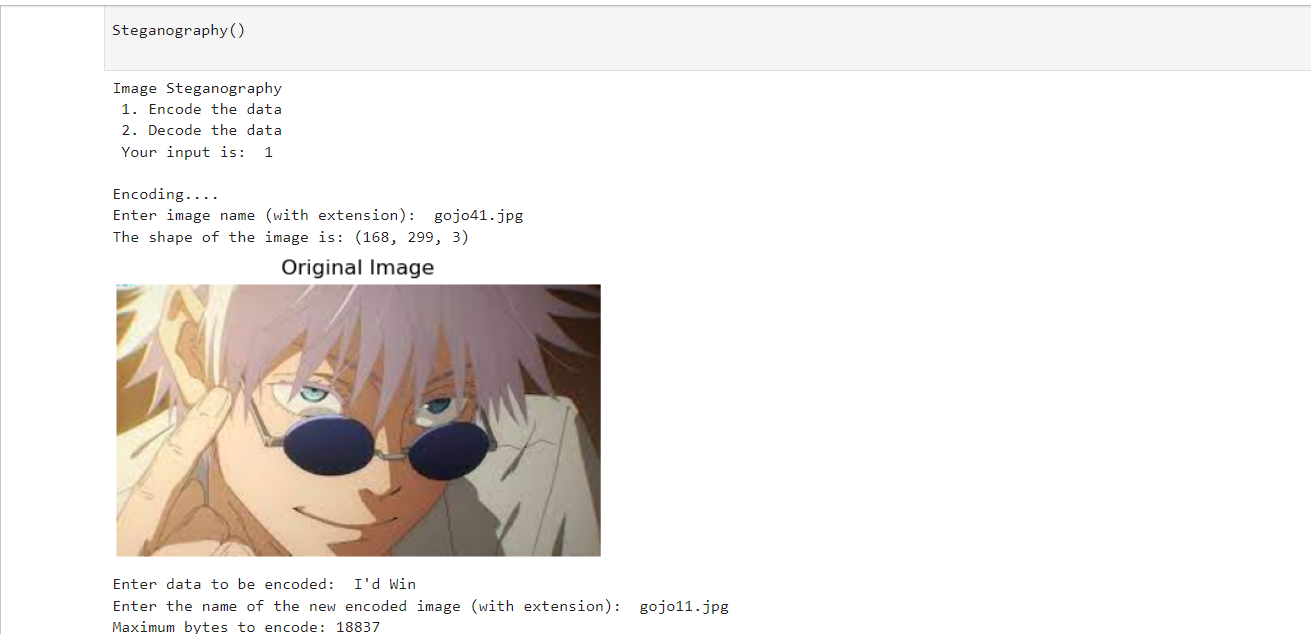 Steganography()
Image Steganography
1. Encode the data
2. Decode the data
Your input is:  1
Encoding....
Enter image name (with extension):  gojo41.jpg
The shape of the image is: (168, 299, 3)
Original Image
Enter data to be encoded:  I'd Win
Enter the name of the new encoded image (with extension):  gojo11.jpg
Maximum bytes to encode: 18837